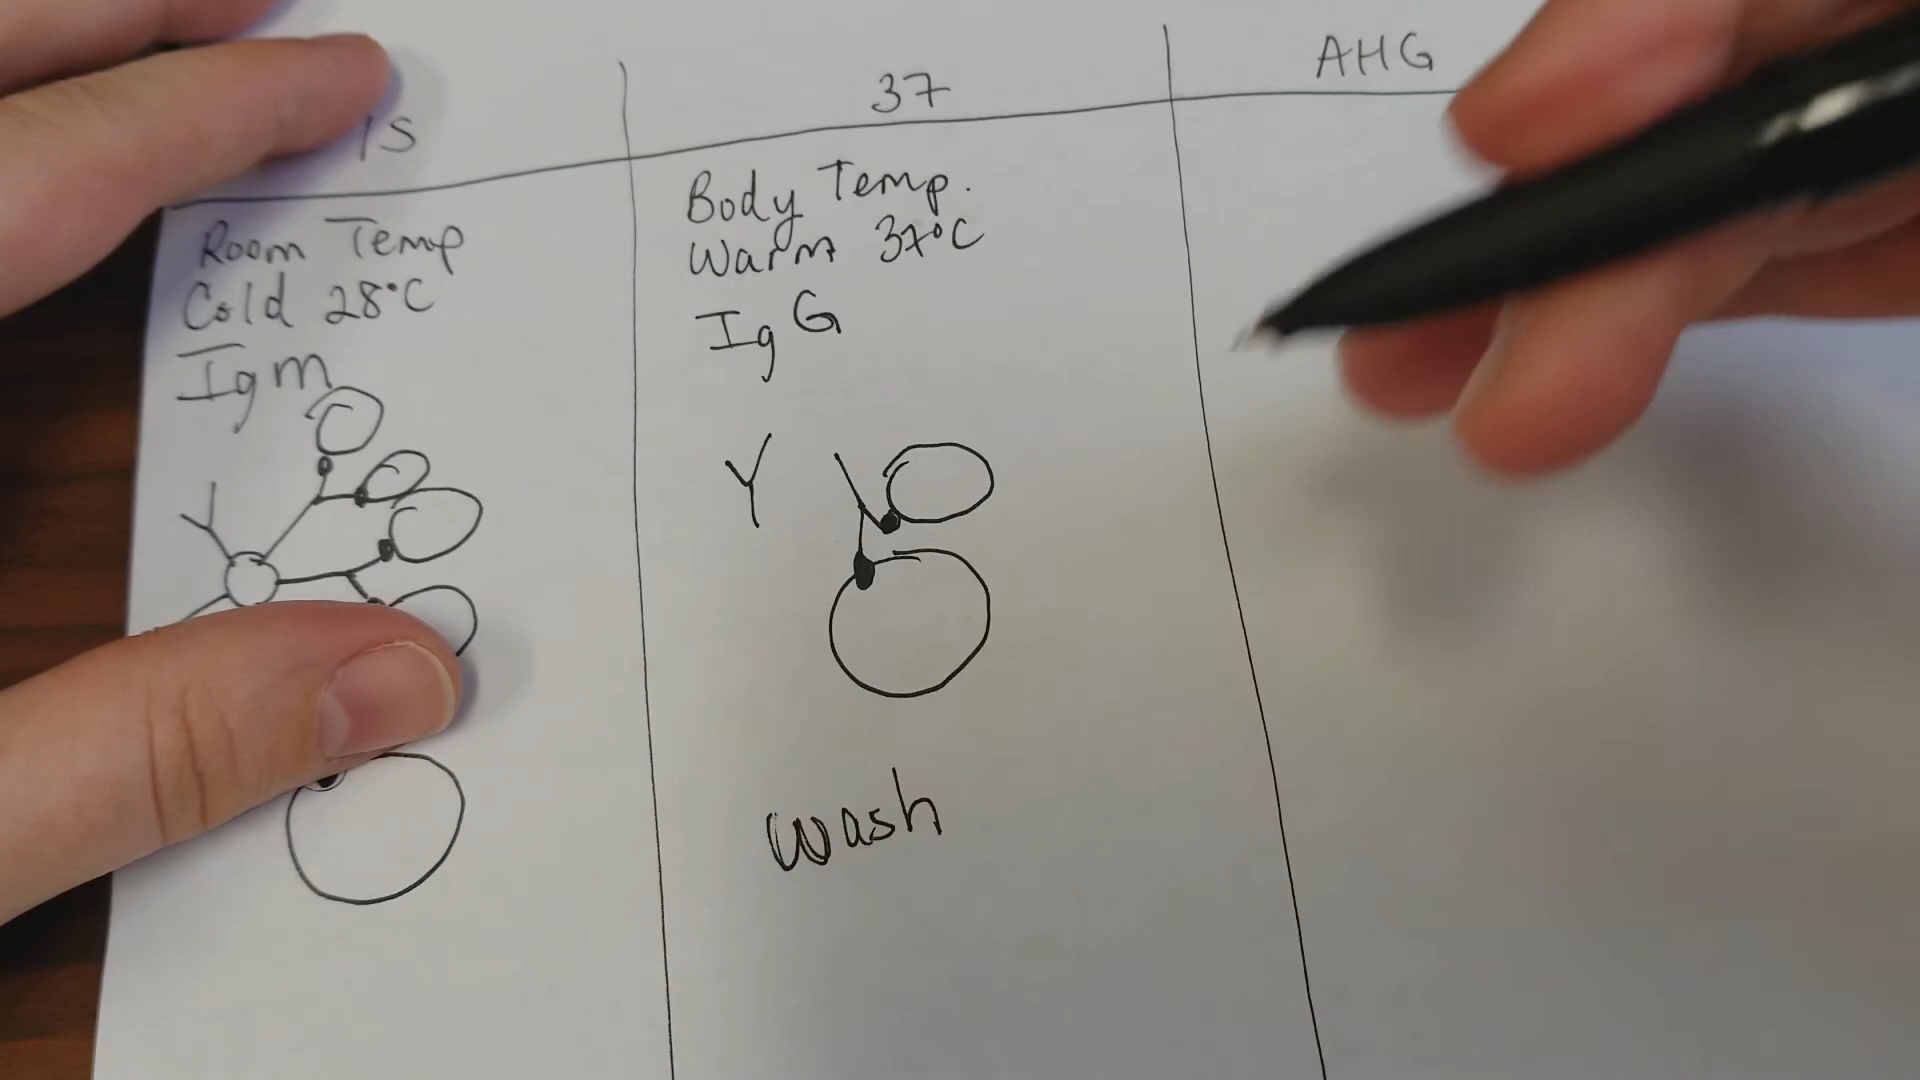 IS
37
AHG
Room Temp
Cold 28°C
IgM
Body Temp.
Warm 37°C
IgG
wash